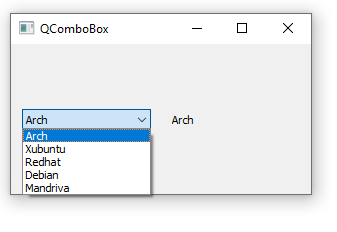 QComboBox
Arch Arch
Arch
Xubuntu
Redhat
Debian
Mandriva